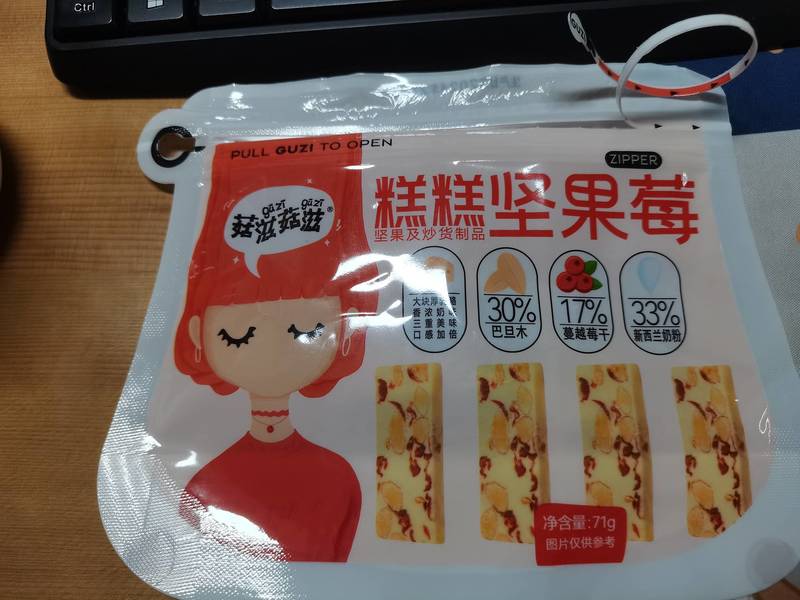 Ctrl
GUZI
PULL GUZI TO OPEN
ZIPPER
gūzī gūzī
菇滋菇滋®
糕糕坚果莓
坚果及炒货制品
大块厚
香浓奶味
三重美味
口感加倍
30%
巴旦木
17%
蔓越莓干
33%
新西兰奶粉
净含量:71g
图片仅供参考